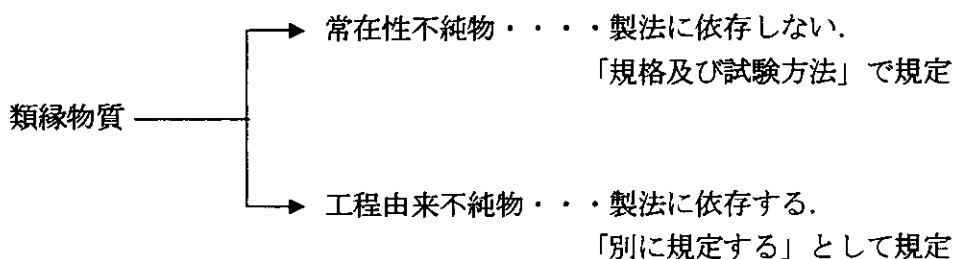 常在性不純物・・・・製法に依存しない.
「規格及び試験方法」で規定
類縁物質
工程由来不純物・・・製法に依存する.
「別に規定する」として規定